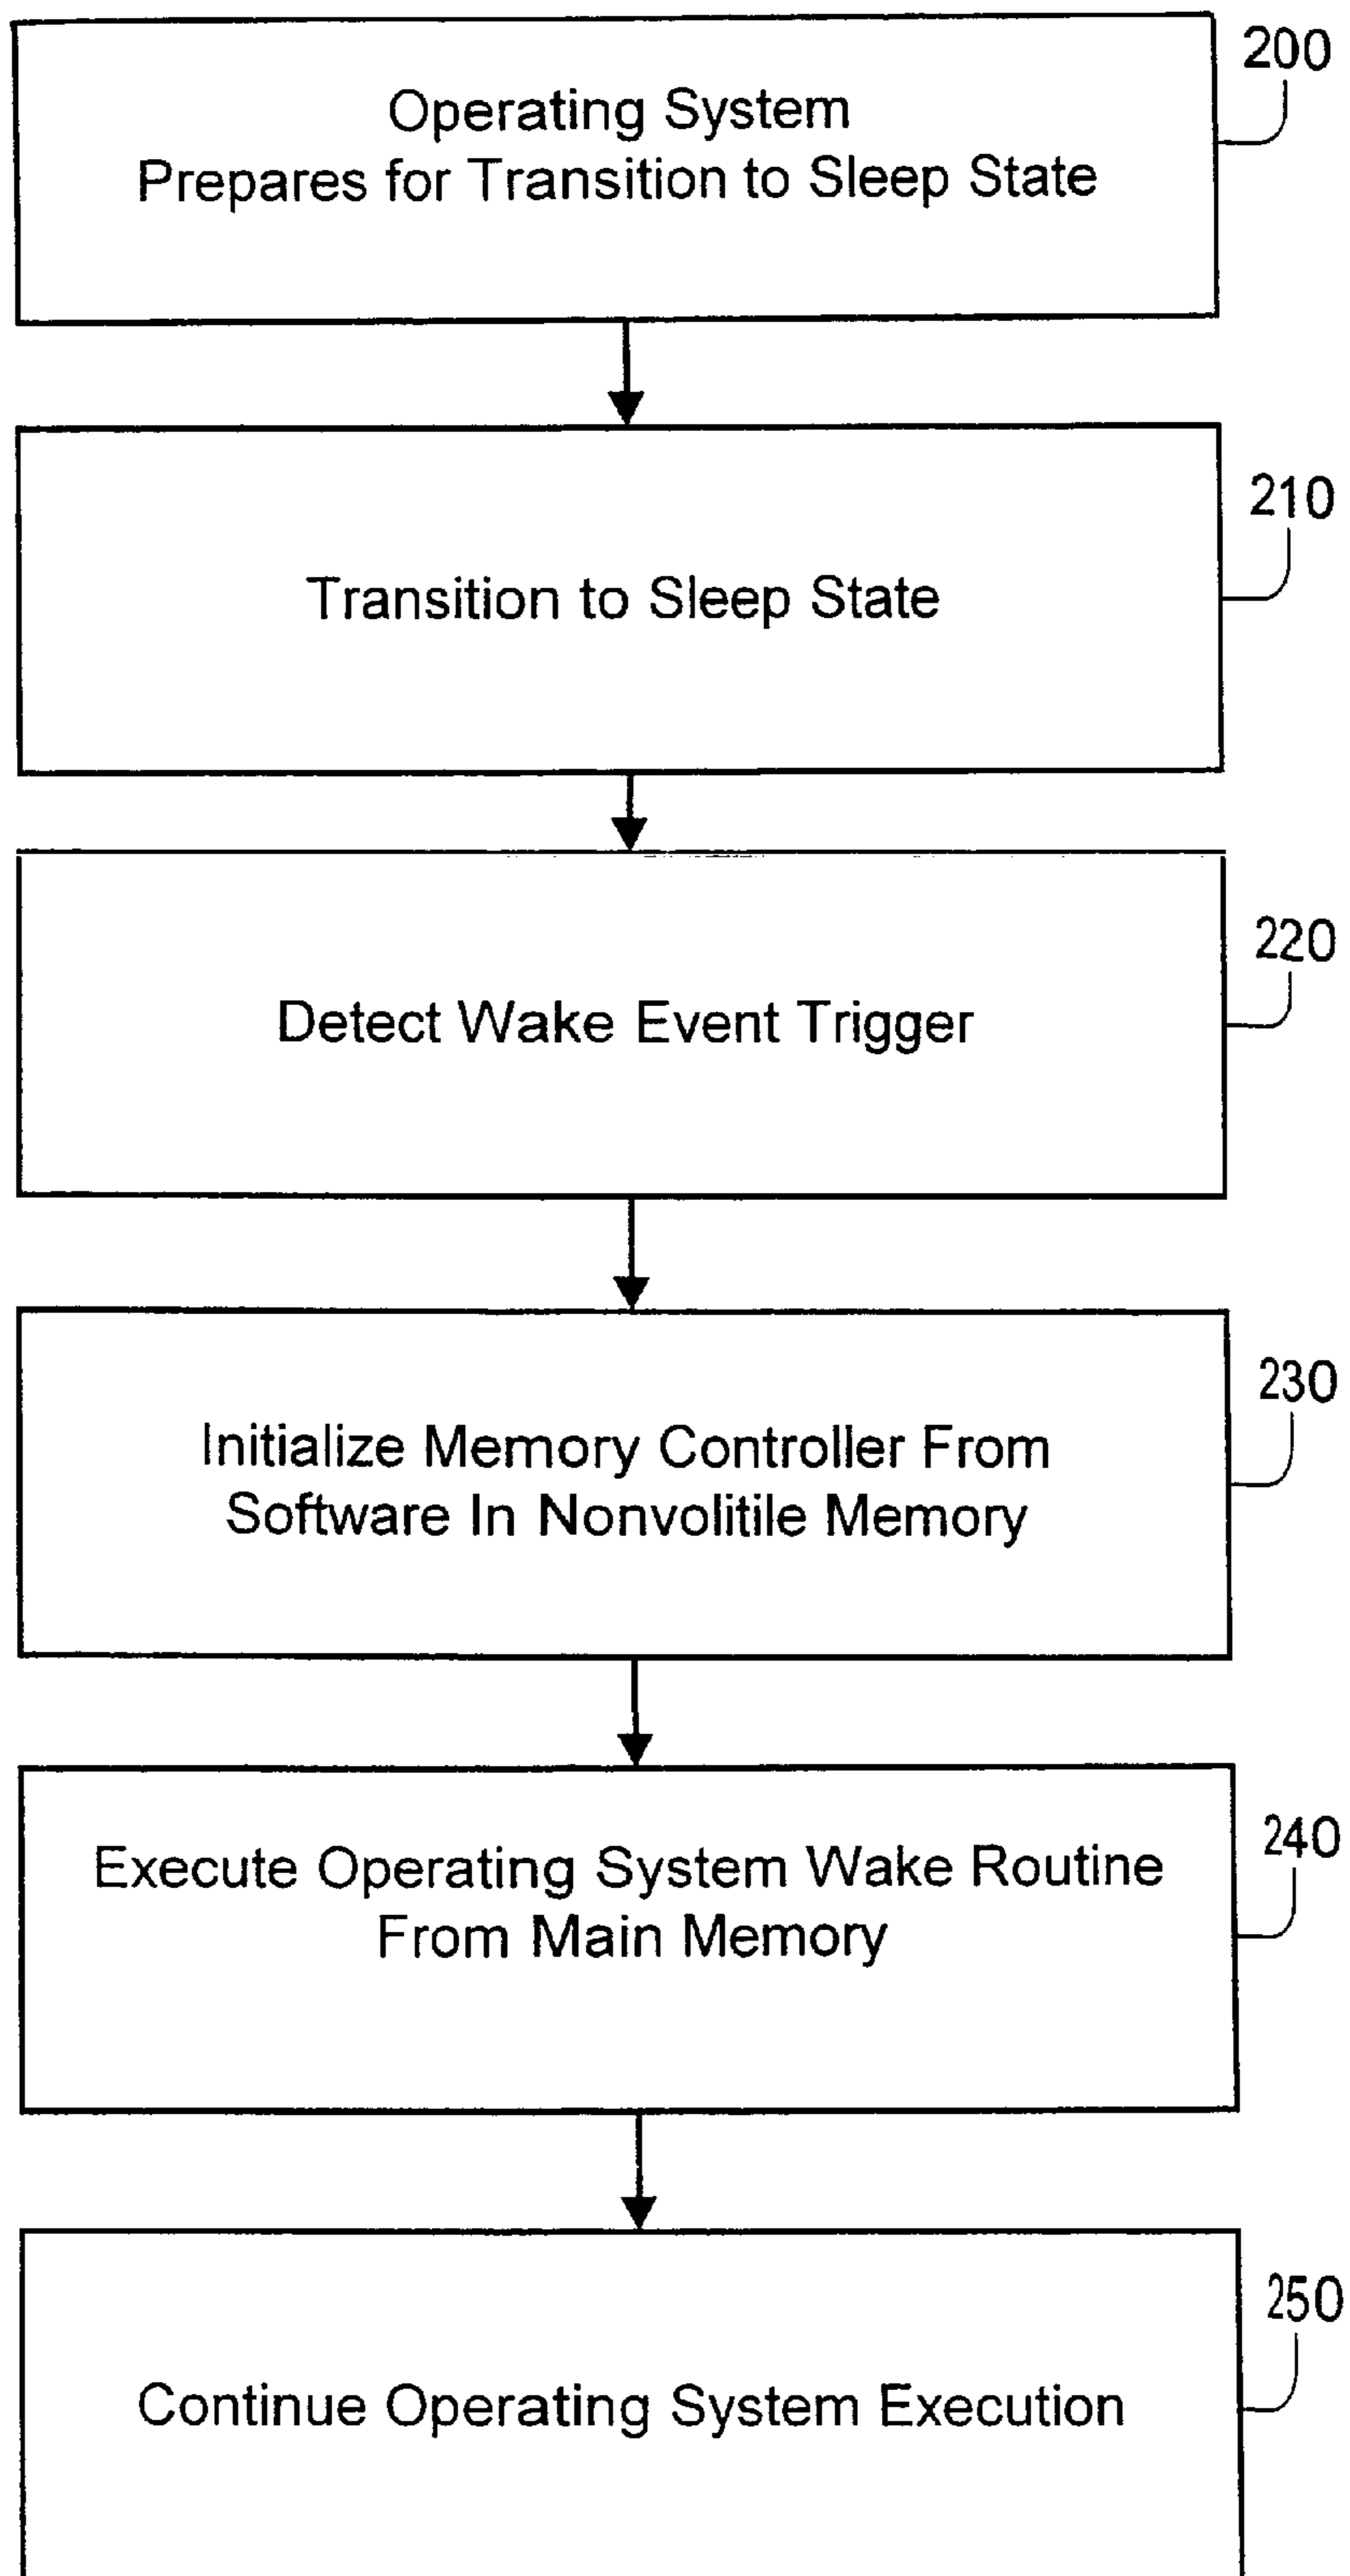 200
Operating System
Prepares for Transition to Sleep State
210
Transition to Sleep State
220
Detect Wake Event Trigger
230
Initialize Memory Controller From
Software In Nonvolitile Memory
240
Execute Operating System Wake Routine
From Main Memory
250
Continue Operating System Execution